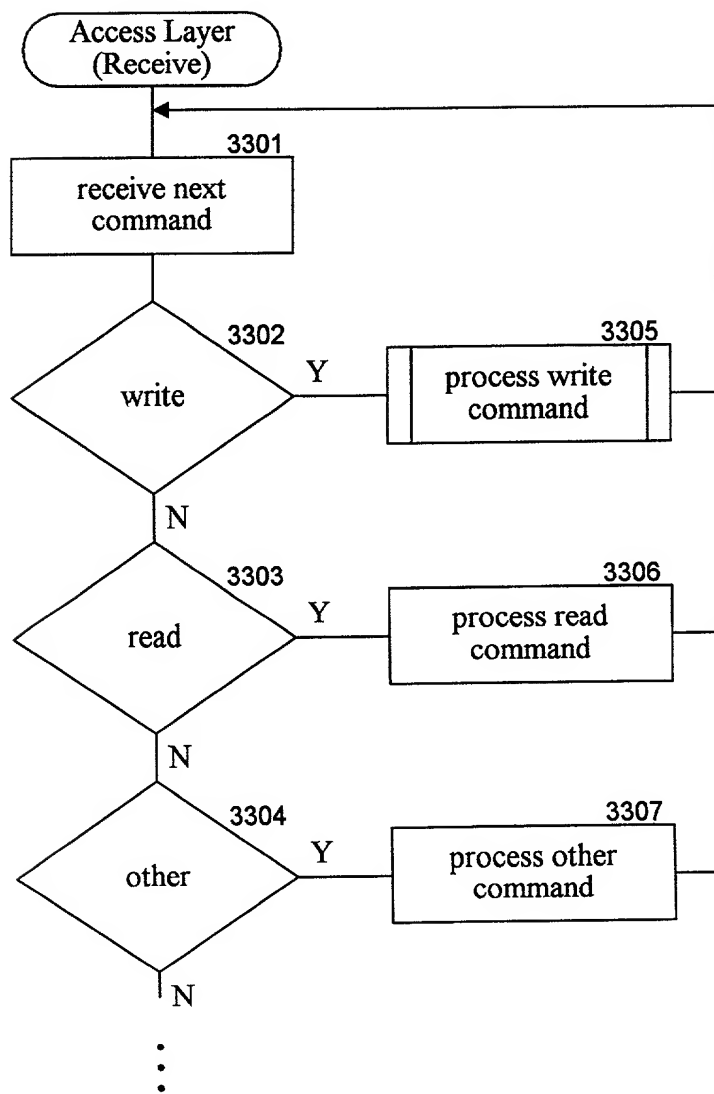 Access Layer
(Receive)
3301
receive next
command
3302
write
Y
3305
process write
command
N
3303
read
Y
3306
process read
command
N
3304
other
Y
3307
process other
command
N